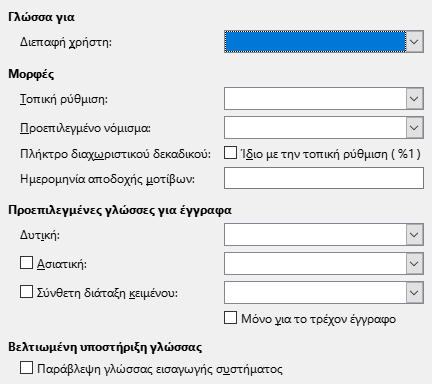 Γλώσσα για
Διεπαφή χρήστη:
Μορφές
Τοπική ρύθμιση:
Προεπιλεγμένο νόμισμα:
Πλήκτρο διαχωριστικού δεκαδικού: Ίδιο με την τοπική ρύθμιση ( %1 )
Ημερομηνία αποδοχής μοτίβων:
Προεπιλεγμένες γλώσσες για έγγραφα
Δυτική:
Ασιατική:
Σύνθετη διάταξη κειμένου:
Μόνο για το τρέχον έγγραφο
Βελτιωμένη υποστήριξη γλώσσας
Παράβλεψη γλώσσας εισαγωγής συστήματος